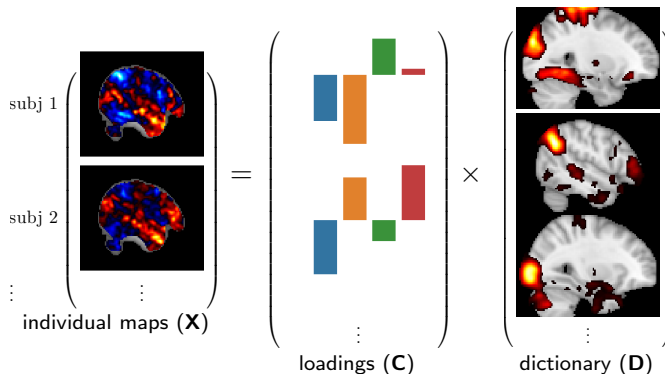 subj 1
=
×
subj 2
⋮ ⋮ ⋮ ⋮
individual maps (X)
loadings (C)
dictionary (D)